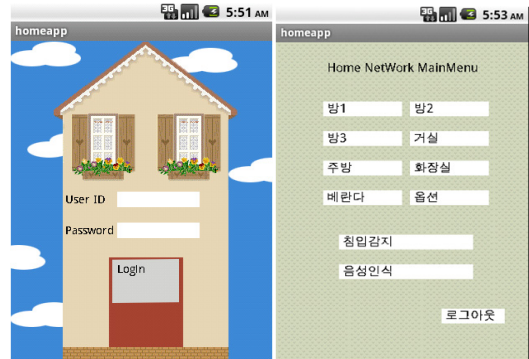 3G 5:51 AM
homeapp
User ID
Password
LogIn
3G 5:53 AM
homeapp
Home NetWork MainMenu
방1 방2
방3 거실
주방 화장실
베란다 옵션
침입감지
음성인식
로그아웃